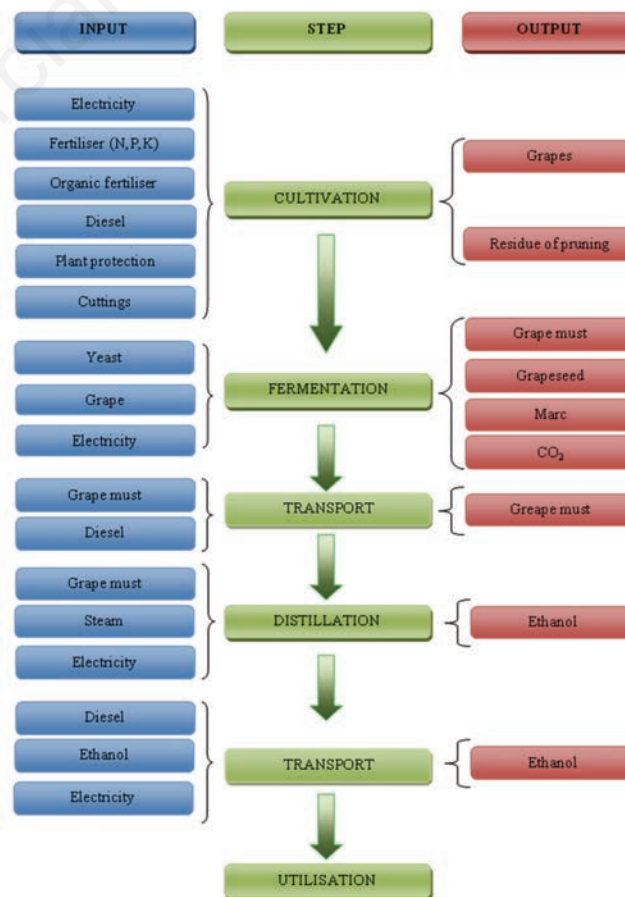 INPUT STEP OUTPUT
Electricity
Fertiliser (N, P, K)
Organic fertiliser
Diesel
Plant protection
Cuttings
CULTIVATION
Grapes
Residue of pruning
Yeast
Grape
Electricity
FERMENTATION
Grape must
Grapeseed
Marc
CO₂
Grape must
Diesel
TRANSPORT
Greape must
Grape must
Steam
Electricity
DISTILLATION
Ethanol
Diesel
Ethanol
Electricity
TRANSPORT
Ethanol
UTILISATION